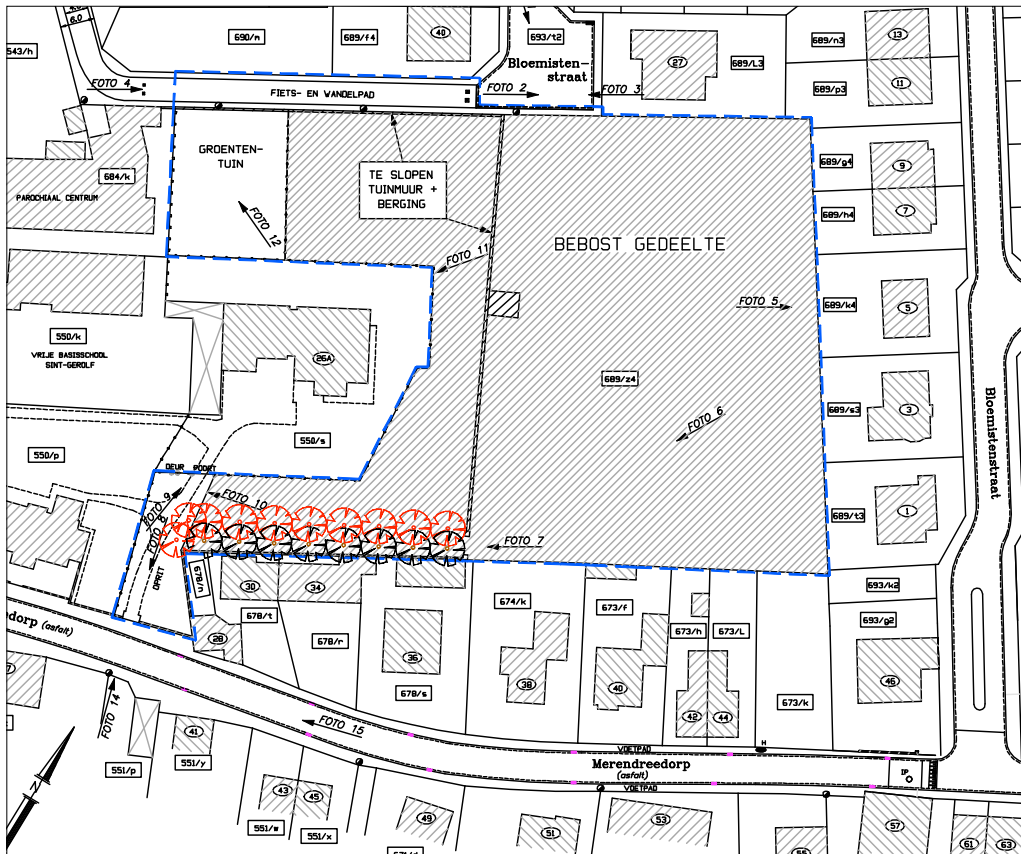 6.0
543/h
690/n
689/f4
40
693/t2
Bloemisten-
straat
27
689/L3
689/n3
13
11
689/p3
FOTO 4
FIETS- EN WANDELPAD
FOTO 2
FOTO 3
GROENTEN-
TUIN
TE SLOPEN
TUINMUUR +
BERGING
684/k
PAROCHIAAL CENTRUM
FOTO 12
FOTO 11
BEBOST GEDEELTE
689/g4
9
7
689/h4
FOTO 5
689/k4
5
550/k
VRIJE BASISSCHOOL
SINT-GEROLF
26A
689/z4
FOTO 6
689/s3
3
Bloemistenstraat
550/p
550/s
DEUR POORT
FOTO 9
FOTO 8
FOTO 10
689/t3
1
FOTO 7
OPRIT
678/n
30
34
678/t
28
678/r
36
678/s
674/k
38
673/f
40
673/h
673/L
42
44
673/k
693/k2
693/g2
46
dorp (asfalt)
FOTO 14
FOTO 15
41
551/y
551/p
VOETPAD
H
Merendreedorp
(asfalt)
VOETPAD
IP
N
43
45
551/w
551/x
49
51
53
57
61
63